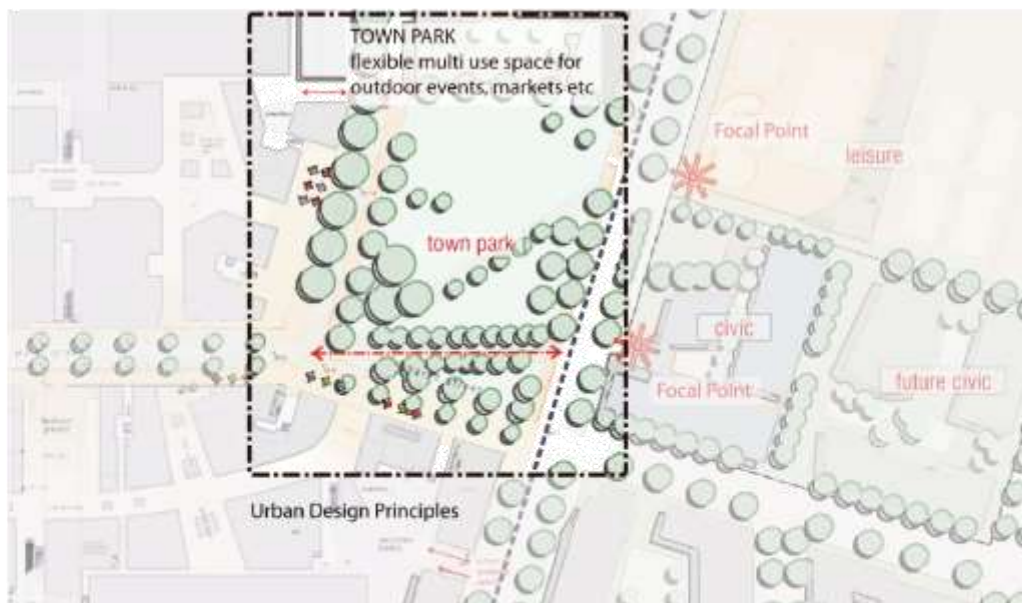 TOWN PARK
flexible multi use space for
outdoor events, markets etc
Focal Point
leisure
town park
civic
Focal Point
future civic
Urban Design Principles